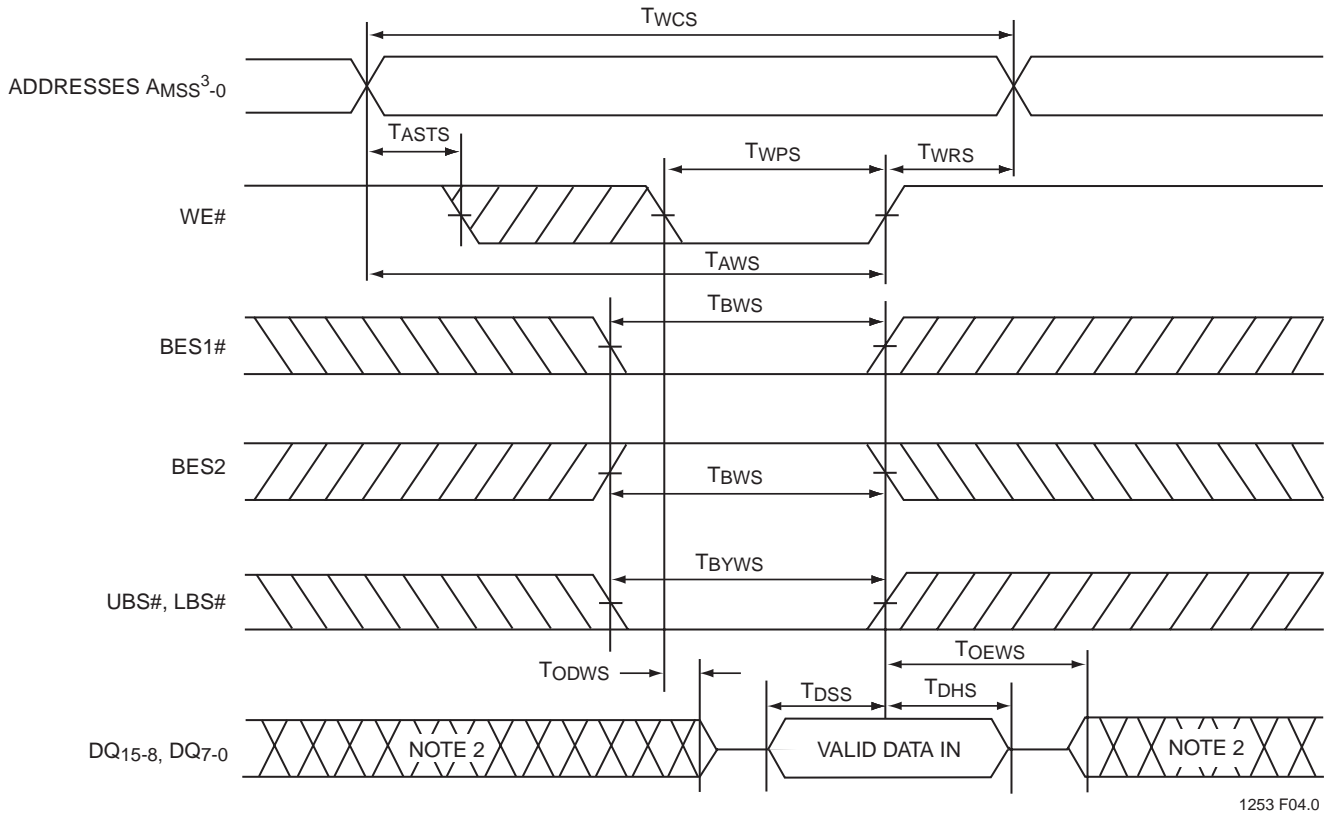 TWCS
ADDRESSES AMSS3-0
TASTS
TWPS
TWRS
WE#
TAWS
TBWS
BES1#
BES2
TBWS
TBYWS
UBS#, LBS#
TOEWS
TODWS
TDSS
TDHS
DQ15-8, DQ7-0
NOTE 2
VALID DATA IN
NOTE 2
1253 F04.0